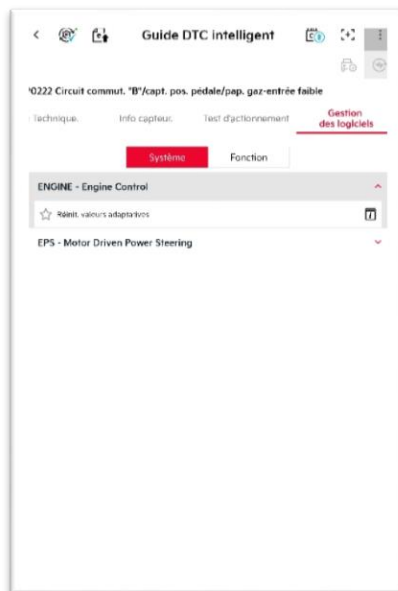 Guide DTC intelligent
'0222 Circuit commut. "B"/capt. pos. pédale/pap. gaz-entrée faible
Technique. Info capteur. Test d'actionnement Gestion des logiciels
Système Fonction
ENGINE - Engine Control
Réinit. valeurs adaptatives
EPS - Motor Driven Power Steering